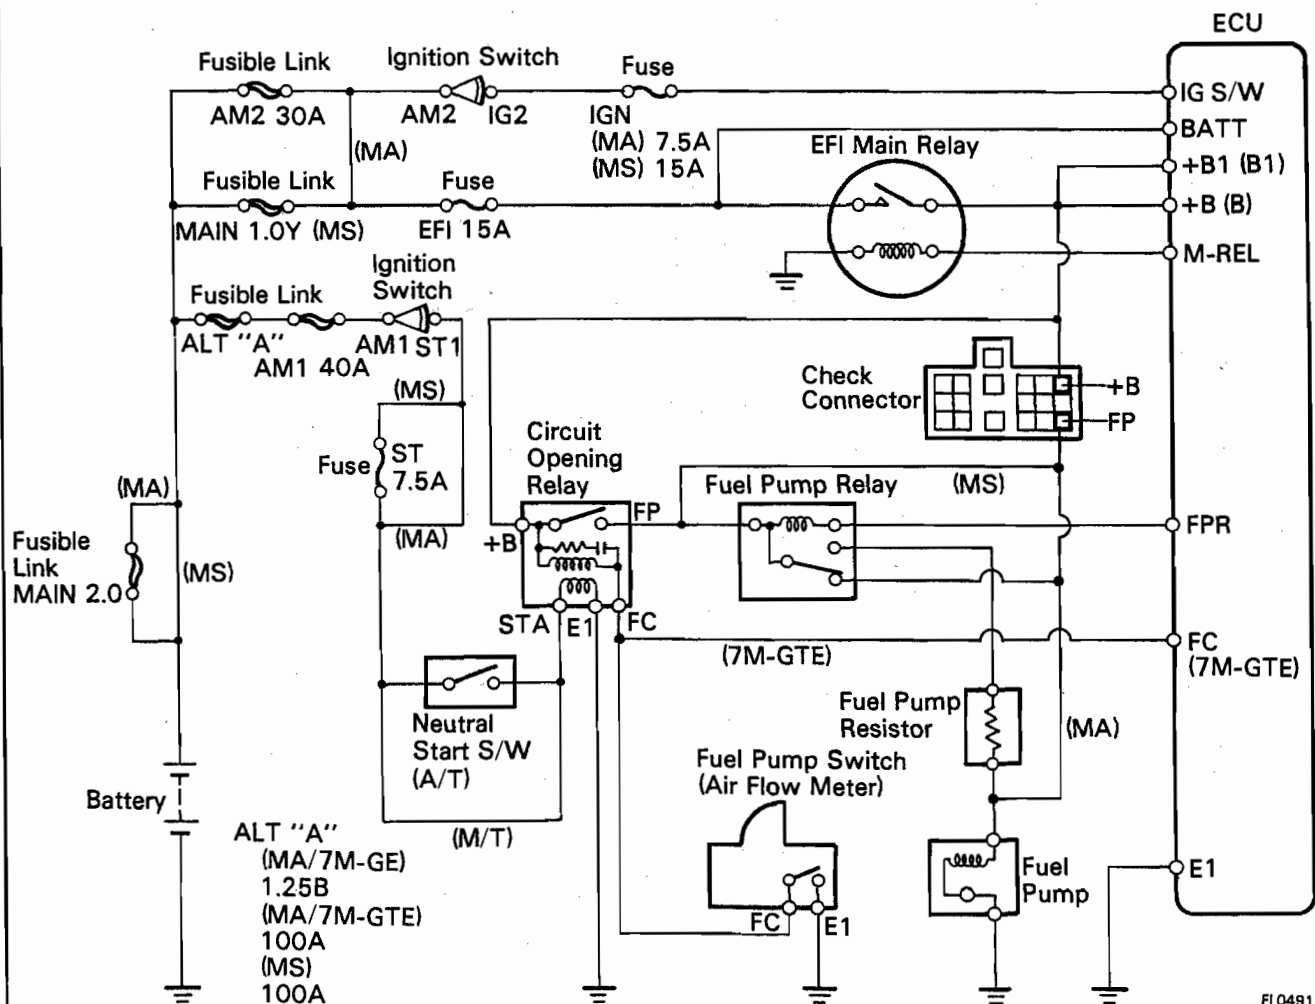 ECU
Fusible Link
Ignition Switch
Fuse
IG S/W
AM2 30A
AM2
IG2
IGN
(MA) 7.5A
(MS) 15A
BATT
(MA)
EFI Main Relay
+B1 (B1)
Fusible Link
Fuse
+B (B)
MAIN 1.0Y (MS)
EFI 15A
M-REL
Ignition
Switch
Fusible Link
ALT "A"
AM1 40A
AM1
ST1
(MS)
Check
Connector
+B
FP
Circuit
Opening
Relay
Fuse
ST
7.5A
(MA)
(MS)
Fuel Pump Relay
(MA)
+B
FP
FPR
Fusible
Link
MAIN 2.0
(MS)
STA
E1
FC
(7M-GTE)
FC
(7M-GTE)
Neutral
Start S/W
(A/T)
Fuel Pump
Resistor
(MA)
Fuel Pump Switch
(Air Flow Meter)
Battery
(M/T)
ALT "A"
(MA/7M-GE)
1.25B
(MA/7M-GTE)
100A
(MS)
100A
FC
E1
Fuel
Pump
E1
FI0491